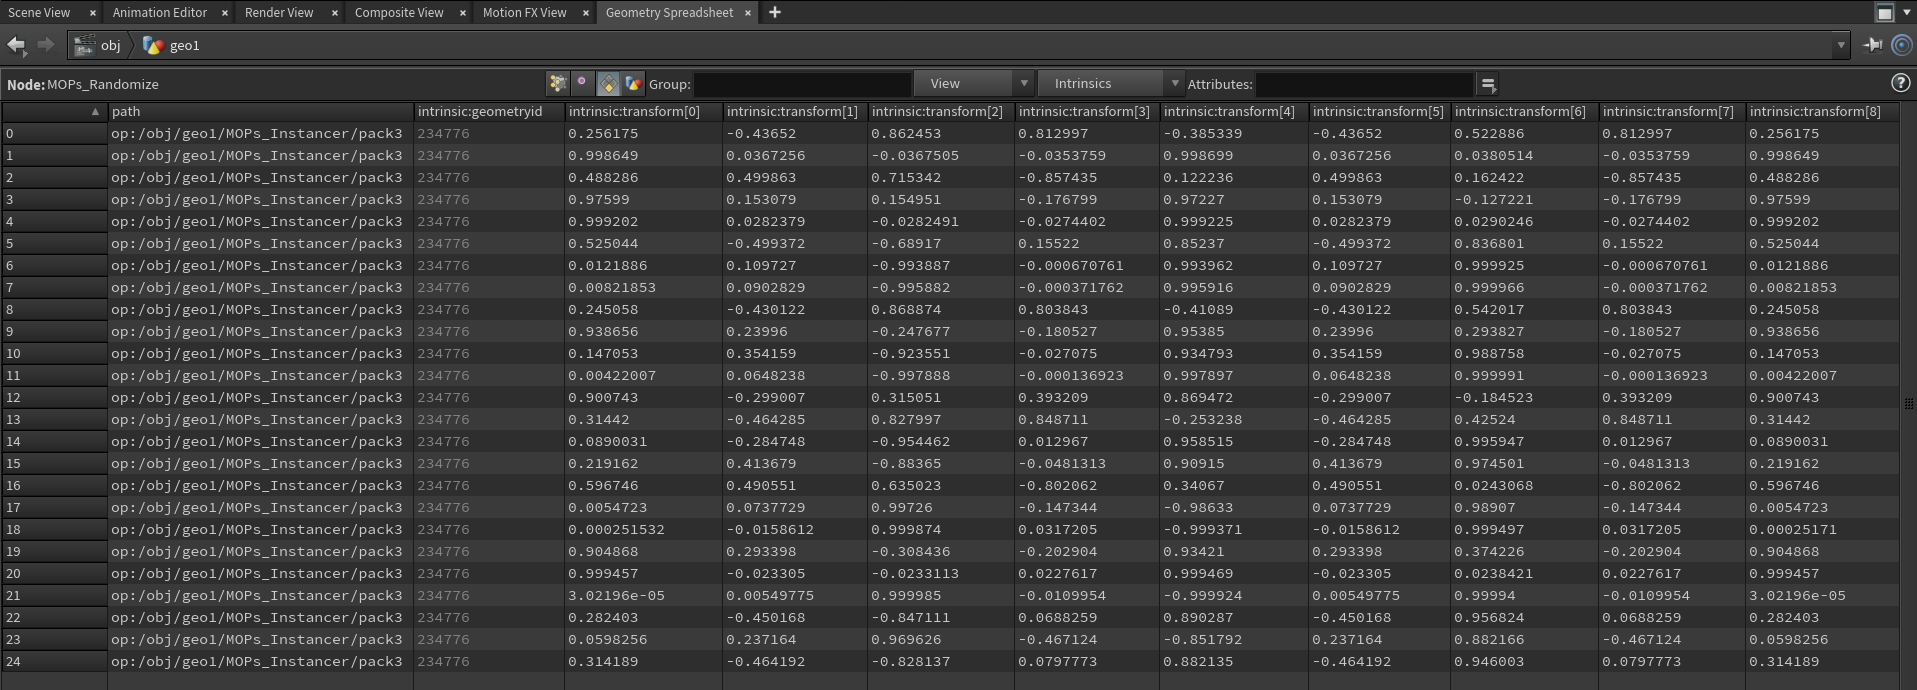 Scene View × Animation Editor × Render View × Composite View × Motion FX View × Geometry Spreadsheet × +
obj geo1
Node: MOPs_Randomize Group: View Intrinsics Attributes: ?
path intrinsic:geometryid intrinsic:transform[0] intrinsic:transform[1] intrinsic:transform[2] intrinsic:transform[3] intrinsic:transform[4] intrinsic:transform[5] intrinsic:transform[6] intrinsic:transform[7] intrinsic:transform[8]
0 op:/obj/geo1/MOPs_Instancer/pack3 234776 0.256175 -0.43652 0.862453 0.812997 -0.385339 -0.43652 0.522886 0.812997 0.256175
1 op:/obj/geo1/MOPs_Instancer/pack3 234776 0.998649 0.0367256 -0.0367505 -0.0353759 0.998699 0.0367256 0.0380514 -0.0353759 0.998649
2 op:/obj/geo1/MOPs_Instancer/pack3 234776 0.488286 0.499863 0.715342 -0.857435 0.122236 0.499863 0.162422 -0.857435 0.488286
3 op:/obj/geo1/MOPs_Instancer/pack3 234776 0.97599 0.153079 0.154951 -0.176799 0.97227 0.153079 -0.127221 -0.176799 0.97599
4 op:/obj/geo1/MOPs_Instancer/pack3 234776 0.999202 0.0282379 -0.0282491 -0.0274402 0.999225 0.0282379 0.0290246 -0.0274402 0.999202
5 op:/obj/geo1/MOPs_Instancer/pack3 234776 0.525044 -0.499372 -0.68917 0.15522 0.85237 -0.499372 0.836801 0.15522 0.525044
6 op:/obj/geo1/MOPs_Instancer/pack3 234776 0.0121886 0.109727 -0.993887 -0.000670761 0.993962 0.109727 0.999925 -0.000670761 0.0121886
7 op:/obj/geo1/MOPs_Instancer/pack3 234776 0.00821853 0.0902829 -0.995882 -0.000371762 0.995916 0.0902829 0.999966 -0.000371762 0.00821853
8 op:/obj/geo1/MOPs_Instancer/pack3 234776 0.245058 -0.430122 0.868874 0.803843 -0.41089 -0.430122 0.542017 0.803843 0.245058
9 op:/obj/geo1/MOPs_Instancer/pack3 234776 0.938656 0.23996 -0.247677 -0.180527 0.95385 0.23996 0.293827 -0.180527 0.938656
10 op:/obj/geo1/MOPs_Instancer/pack3 234776 0.147053 0.354159 -0.923551 -0.027075 0.934793 0.354159 0.988758 -0.027075 0.147053
11 op:/obj/geo1/MOPs_Instancer/pack3 234776 0.00422007 0.0648238 -0.997888 -0.000136923 0.997897 0.0648238 0.999991 -0.000136923 0.00422007
12 op:/obj/geo1/MOPs_Instancer/pack3 234776 0.900743 -0.299007 0.315051 0.393209 0.869472 -0.299007 -0.184523 0.393209 0.900743
13 op:/obj/geo1/MOPs_Instancer/pack3 234776 0.31442 -0.464285 0.827997 0.848711 -0.253238 -0.464285 0.42524 0.848711 0.31442
14 op:/obj/geo1/MOPs_Instancer/pack3 234776 0.0890031 -0.284748 -0.954462 0.012967 0.958515 -0.284748 0.995947 0.012967 0.0890031
15 op:/obj/geo1/MOPs_Instancer/pack3 234776 0.219162 0.413679 -0.88365 -0.0481313 0.90915 0.413679 0.974501 -0.0481313 0.219162
16 op:/obj/geo1/MOPs_Instancer/pack3 234776 0.596746 0.490551 0.635023 -0.802062 0.34067 0.490551 0.0243068 -0.802062 0.596746
17 op:/obj/geo1/MOPs_Instancer/pack3 234776 0.0054723 0.0737729 0.99726 -0.147344 -0.98633 0.0737729 0.98907 -0.147344 0.0054723
18 op:/obj/geo1/MOPs_Instancer/pack3 234776 0.000251532 -0.0158612 0.999874 0.0317205 -0.999371 -0.0158612 0.999497 0.0317205 0.00025171
19 op:/obj/geo1/MOPs_Instancer/pack3 234776 0.904868 0.293398 -0.308436 -0.202904 0.93421 0.293398 0.374226 -0.202904 0.904868
20 op:/obj/geo1/MOPs_Instancer/pack3 234776 0.999457 -0.023305 -0.0233113 0.0227617 0.999469 -0.023305 0.0238421 0.0227617 0.999457
21 op:/obj/geo1/MOPs_Instancer/pack3 234776 3.02196e-05 0.00549775 0.999985 -0.0109954 -0.999924 0.00549775 0.99994 -0.0109954 3.02196e-05
22 op:/obj/geo1/MOPs_Instancer/pack3 234776 0.282403 -0.450168 -0.847111 0.0688259 0.890287 -0.450168 0.956824 0.0688259 0.282403
23 op:/obj/geo1/MOPs_Instancer/pack3 234776 0.0598256 0.237164 0.969626 -0.467124 -0.851792 0.237164 0.882166 -0.467124 0.0598256
24 op:/obj/geo1/MOPs_Instancer/pack3 234776 0.314189 -0.464192 -0.828137 0.0797773 0.882135 -0.464192 0.946003 0.0797773 0.314189